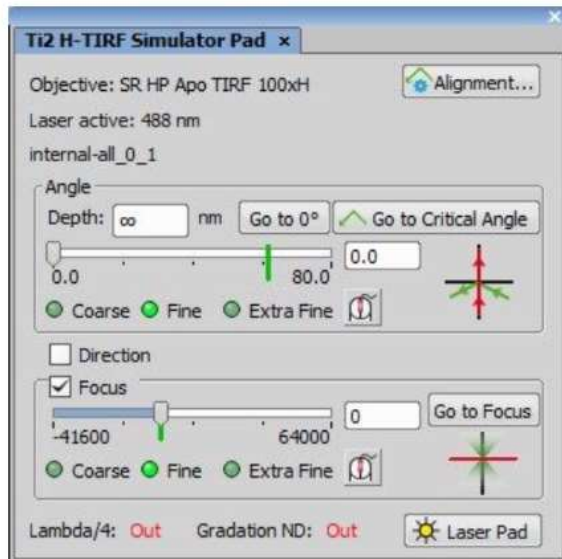 Ti2 H-TIRF Simulator Pad ×
Objective: SR HP Apo TIRF 100xH Alignment...
Laser active: 488 nm
internal-all_0_1
Angle
Depth: ∞ nm Go to 0° Go to Critical Angle
0.0
0.0 80.0
Coarse Fine Extra Fine
Direction
Focus
0 Go to Focus
-41600 64000
Coarse Fine Extra Fine
Lambda/4: Out Gradation ND: Out Laser Pad